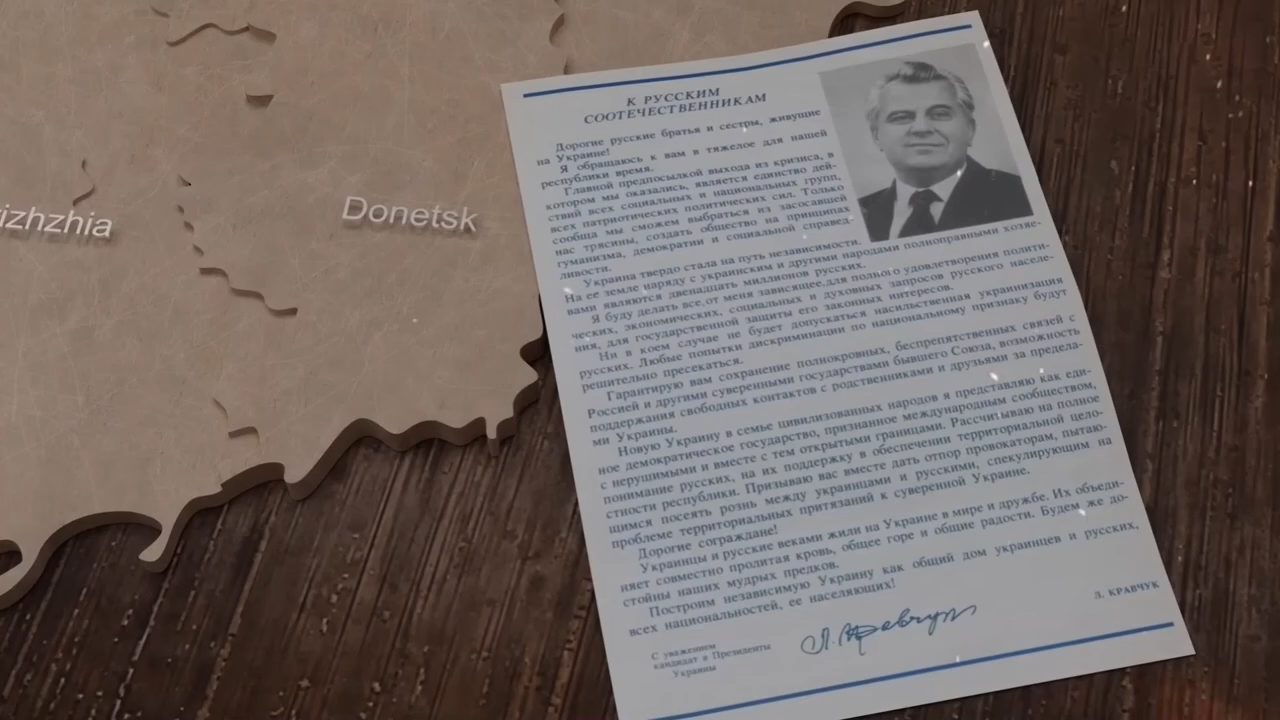 izhzhia
Donetsk
К РУССКИМ
СООТЕЧЕСТВЕННИКАМ
Дорогие русские братья и сестры, живущие
на Украине!
Я обращаюсь к вам в тяжелое для нашей
республики время.
Главной предпосылкой выхода из кризиса, в
котором мы оказались, является единство дей-
ствий всех социальных и национальных групп,
всех патриотических политических сил. Только
сообща мы сможем выбраться из засосавшей
нас трясины, создать общество на принципах
гуманизма, демократии и социальной справед-
ливости.
Украина твердо стала на путь независимости.
На ее земле наряду с украинским и другими народами полноправными хозяе-
вами являются двенадцать миллионов русских.
Я буду делать все, от меня зависящее, для полного удовлетворения полити-
ческих, экономических, социальных и духовных запросов русского населе-
ния, для государственной защиты его законных интересов.
Ни в коем случае не будет допускаться насильственная украинизация
русских. Любые попытки дискриминации по национальному признаку будут
решительно пресекаться.
Гарантирую вам сохранение полнокровных, беспрепятственных связей с
Россией и другими суверенными государствами бывшего Союза, возможность
поддержания свободных контактов с родственниками и друзьями за предела-
ми Украины.
Новую Украину в семье цивилизованных народов я представляю как еди-
ное демократическое государство, признанное международным сообществом,
с нерушимыми и вместе с тем открытыми границами. Рассчитываю на полное
понимание русских, на их поддержку в обеспечении территориальной цело-
стности республики. Призываю вас вместе дать отпор провокаторам, пытаю-
щимся посеять рознь между украинцами и русскими, спекулирующим на
проблеме территориальных притязаний к суверенной Украине.
Дорогие сограждане!
Украинцы и русские веками жили на Украине в мире и дружбе. Их объеди-
няет совместно пролитая кровь, общее горе и общие радости. Будем же до-
стойны наших мудрых предков.
Построим независимую Украину как общий дом украинцев и русских,
всех национальностей, ее населяющих!
С уважением
кандидат в Президенты
Украины
Л. Кравчук
Л. КРАВЧУК